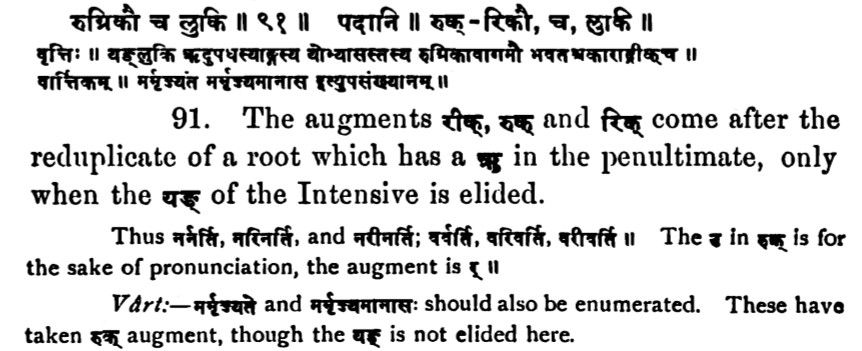 रुग्रिकौ च लुकि ॥ ९१ ॥ पदानि ॥ रुक्-रिकौ, च, लुकि ॥
वृत्तिः ॥ यङ्लुकि ऋदुपधस्याङ्गस्य योभ्यासस्तस्य रुग्रिकावागमौ भवतश्चकाराद्रीक्च ॥
वार्त्तिकम् ॥ मर्मृज्यंत मर्मृज्यमानास इत्युपसंख्यानम् ॥
91. The augments रीक्, रुक् and रिक् come after the
reduplicate of a root which has a ऋ in the penultimate, only
when the यङ् of the Intensive is elided.
Thus नर्नर्ति, नरिनर्ति, and नरीनर्ति; वर्वर्ति, वरिवर्ति, वरीवर्ति ॥ The उ in रुक् is for
the sake of pronunciation, the augment is र् ॥
Vârt:—मर्मृज्यते and मर्मृज्यमानासः should also be enumerated. These have
taken रुक् augment, though the यङ् is not elided here.